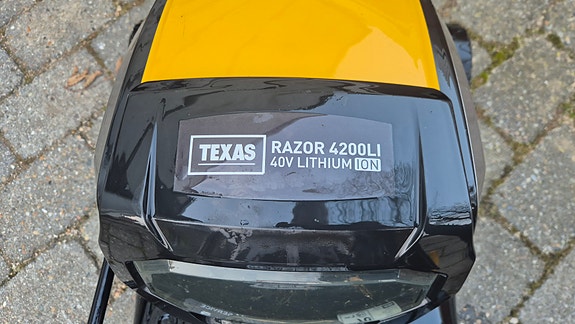 TEXAS
RAZOR 4200LI
40V LITHIUM ION